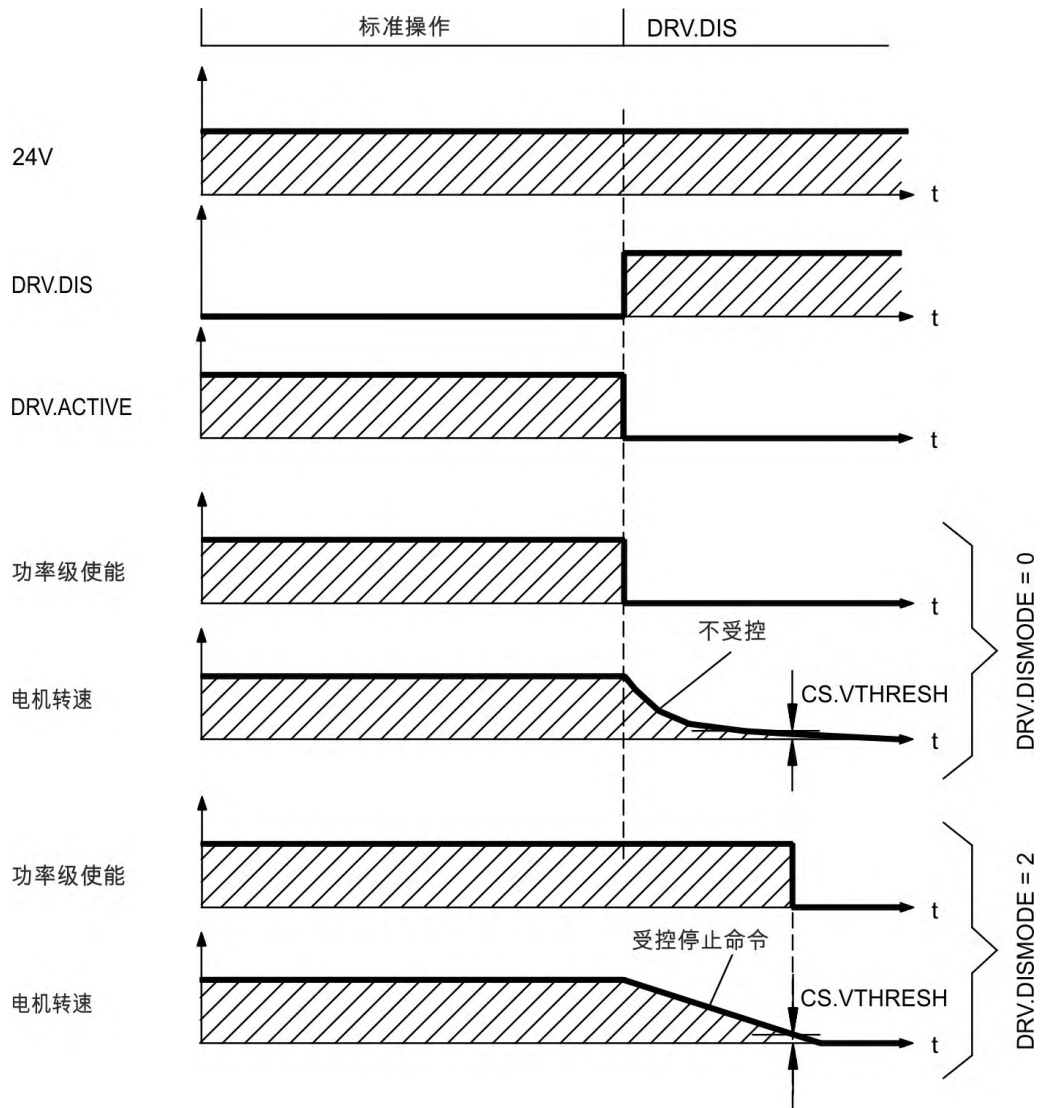 标准操作
DRV.DIS
24V
t
DRV.DIS
t
DRV.ACTIVE
t
功率级使能
t
不受控
电机转速
CS.VTHRESH
t
DRV.DISMODE = 0
功率级使能
t
受控停止命令
电机转速
CS.VTHRESH
t
DRV.DISMODE = 2